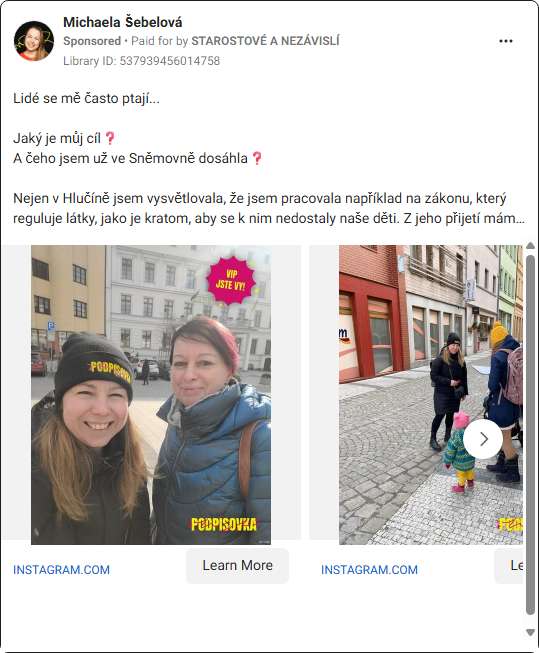 Michaela Šebelová
Sponsored • Paid for by STAROSTOVÉ A NEZÁVISLÍ
Library ID: 537939456014758
Lidé se mě často ptají...
Jaký je můj cíl❓
A čeho jsem už ve Sněmovně dosáhla❓
Nejen v Hlučíně jsem vysvětlovala, že jsem pracovala například na zákonu, který
reguluje látky, jako je kratom, aby se k nim nedostaly naše děti. Z jeho přijetí mám...
VIP
JSTE VY!
PODPISOVKA
PODPISOVKA
INSTAGRAM.COM
Learn More
INSTAGRAM.COM
Le